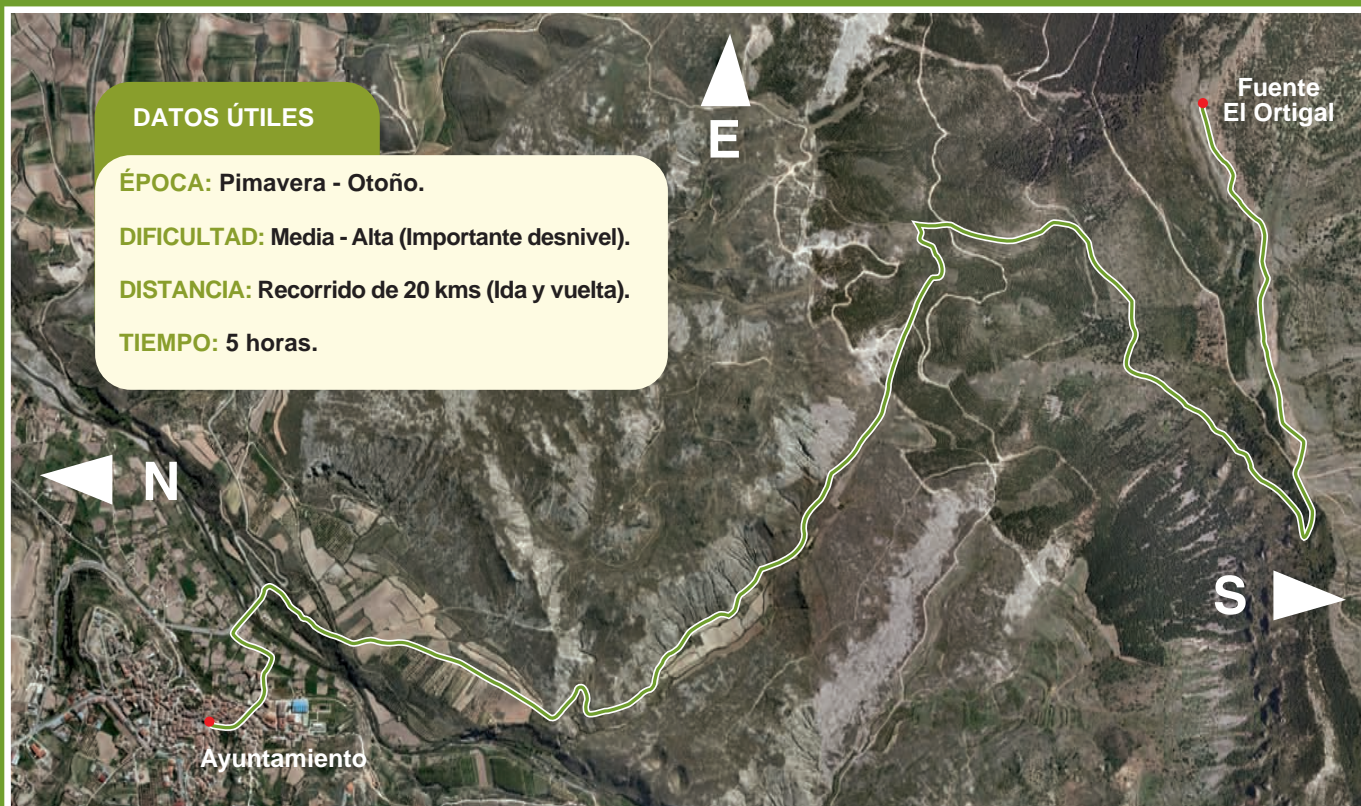 DATOS ÚTILES
ÉPOCA: Pimavera - Otoño.
DIFICULTAD: Media - Alta (Importante desnivel).
DISTANCIA: Recorrido de 20 kms (Ida y vuelta).
TIEMPO: 5 horas.
E
Fuente
El Ortigal
N
S
Ayuntamiento